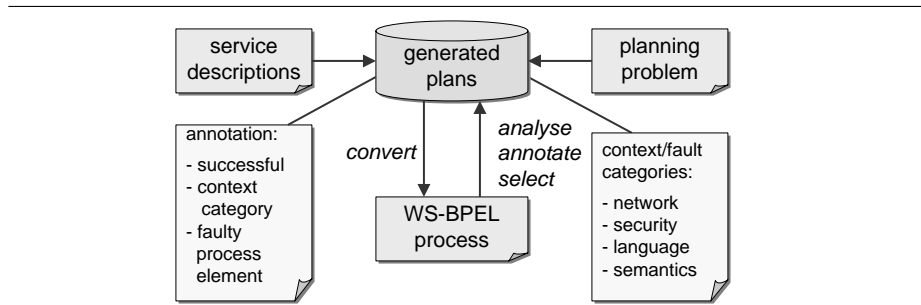 service
descriptions
generated
plans
planning
problem
annotation:
- successful
- context
category
- faulty
process
element
convert
analyse
annotate
select
WS-BPEL
process
context/fault
categories:
- network
- security
- language
- semantics